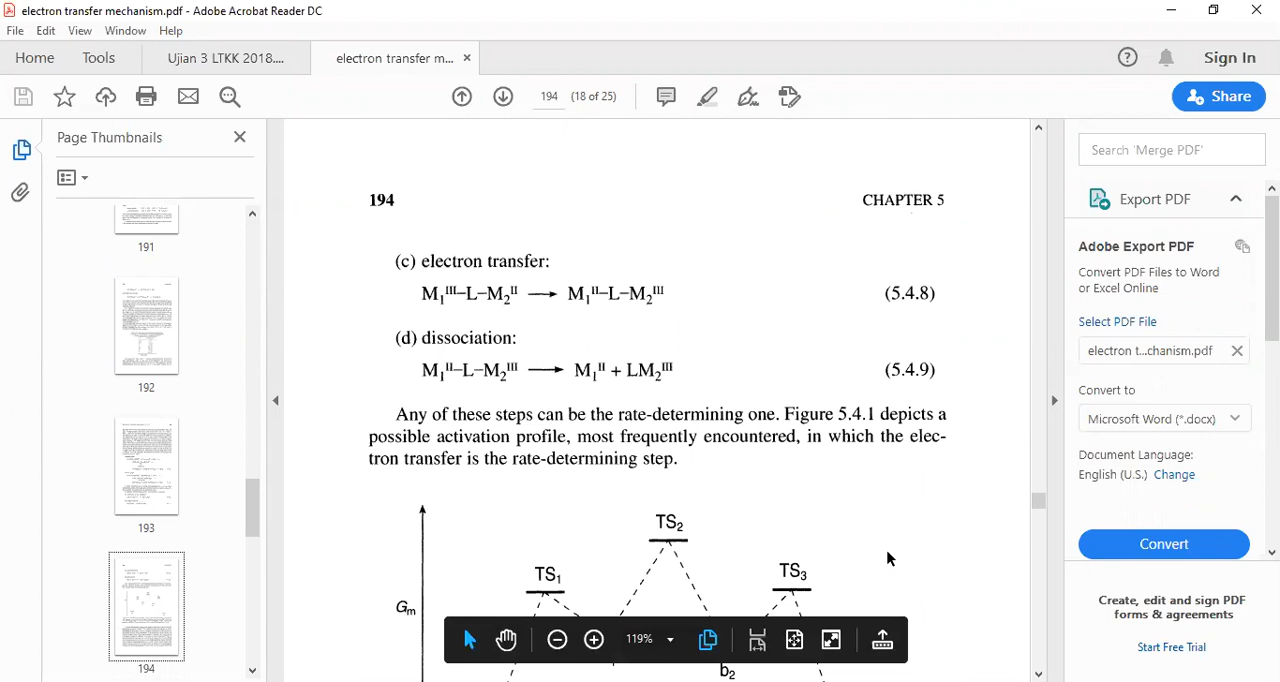 electron transfer mechanism.pdf - Adobe Acrobat Reader DC
File Edit View Window Help
Home Tools Ujian 3 LTKK 2018.... electron transfer m... ×
Sign In
194 (18 of 25)
Share
Page Thumbnails
191
192
193
194
194 CHAPTER 5
(c) electron transfer:
M₁ᴵᴵᴵ–L–M₂ᴵᴵ ⟶ M₁ᴵᴵ–L–M₂ᴵᴵᴵ (5.4.8)
(d) dissociation:
M₁ᴵᴵ–L–M₂ᴵᴵᴵ ⟶ M₁ᴵᴵ + LM₂ᴵᴵᴵ (5.4.9)
Any of these steps can be the rate-determining one. Figure 5.4.1 depicts a
possible activation profile, most frequently encountered, in which the elec-
tron transfer is the rate-determining step.
TS₂
TS₁
TS₃
Gₘ
b₂
119%
Search 'Merge PDF'
Export PDF
Adobe Export PDF
Convert PDF Files to Word
or Excel Online
Select PDF File
electron t...chanism.pdf
Convert to
Microsoft Word (*.docx)
Document Language:
English (U.S.) Change
Convert
Create, edit and sign PDF
forms & agreements
Start Free Trial